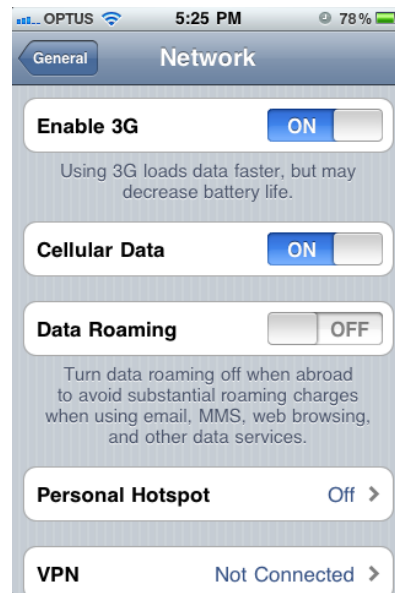 OPTUS 5:25 PM 78%
General Network
Enable 3G ON
Using 3G loads data faster, but may
decrease battery life.
Cellular Data ON
Data Roaming OFF
Turn data roaming off when abroad
to avoid substantial roaming charges
when using email, MMS, web browsing,
and other data services.
Personal Hotspot Off
VPN Not Connected